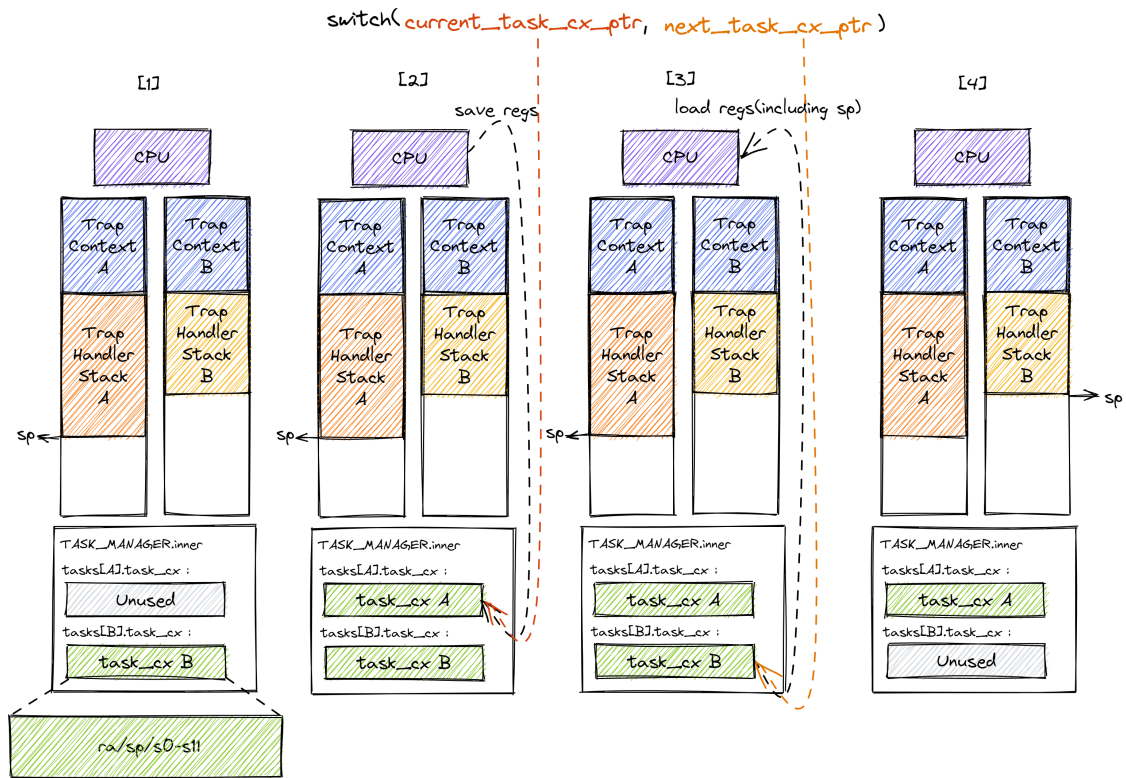 switch(current_task_cx_ptr, next_task_cx_ptr)
[1]
[2]
[3]
[4]
save regs
load regs(including sp)
CPU
CPU
CPU
CPU
Trap
Context
A
Trap
Context
B
Trap
Handler
Stack
A
Trap
Handler
Stack
B
sp
Trap
Context
A
Trap
Context
B
Trap
Handler
Stack
A
Trap
Handler
Stack
B
sp
Trap
Context
A
Trap
Context
B
Trap
Handler
Stack
A
Trap
Handler
Stack
B
sp
Trap
Context
A
Trap
Context
B
Trap
Handler
Stack
A
Trap
Handler
Stack
B
sp
TASK_MANAGER.inner
tasks[A].task_cx :
Unused
tasks[B].task_cx :
task_cx B
ra/sp/s0-s11
TASK_MANAGER.inner
tasks[A].task_cx :
task_cx A
tasks[B].task_cx :
task_cx B
TASK_MANAGER.inner
tasks[A].task_cx :
task_cx A
tasks[B].task_cx :
task_cx B
TASK_MANAGER.inner
tasks[A].task_cx :
task_cx A
tasks[B].task_cx :
Unused